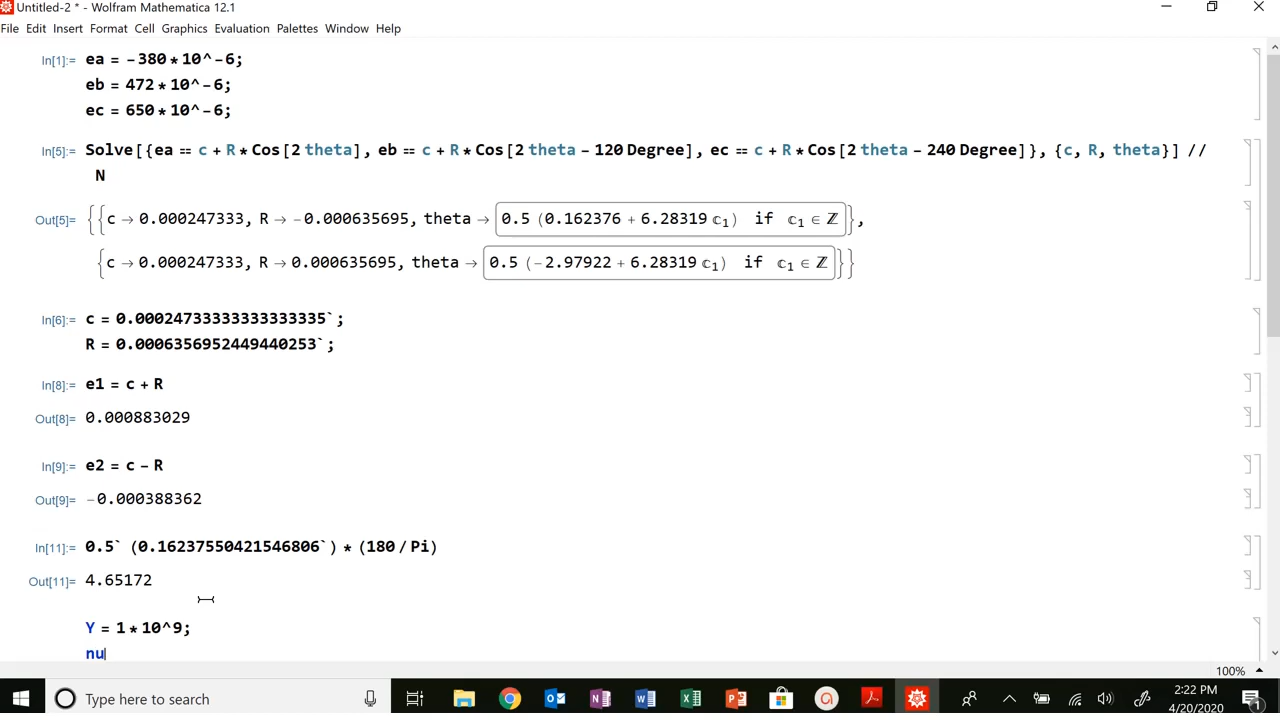 Untitled-2 * - Wolfram Mathematica 12.1
File Edit Insert Format Cell Graphics Evaluation Palettes Window Help
In[1]:= ea = -380 * 10^-6;
eb = 472 * 10^-6;
ec = 650 * 10^-6;
In[5]:= Solve[{ea == c + R * Cos[2 theta], eb == c + R * Cos[2 theta - 120 Degree], ec == c + R * Cos[2 theta - 240 Degree]}, {c, R, theta}] //
N
Out[5]= {{c → 0.000247333, R → -0.000635695, theta → 0.5 (0.162376 + 6.28319 ℂ₁) if ℂ₁ ∈ ℤ},
{c → 0.000247333, R → 0.000635695, theta → 0.5 (-2.97922 + 6.28319 ℂ₁) if ℂ₁ ∈ ℤ}}
In[6]:= c = 0.00024733333333333335`;
R = 0.0006356952449440253`;
In[8]:= e1 = c + R
Out[8]= 0.000883029
In[9]:= e2 = c - R
Out[9]= -0.000388362
In[11]:= 0.5` (0.16237550421546806`) * (180 / Pi)
Out[11]= 4.65172
Y = 1 * 10^9;
nu
100%
Type here to search
2:22 PM
4/20/2020
1